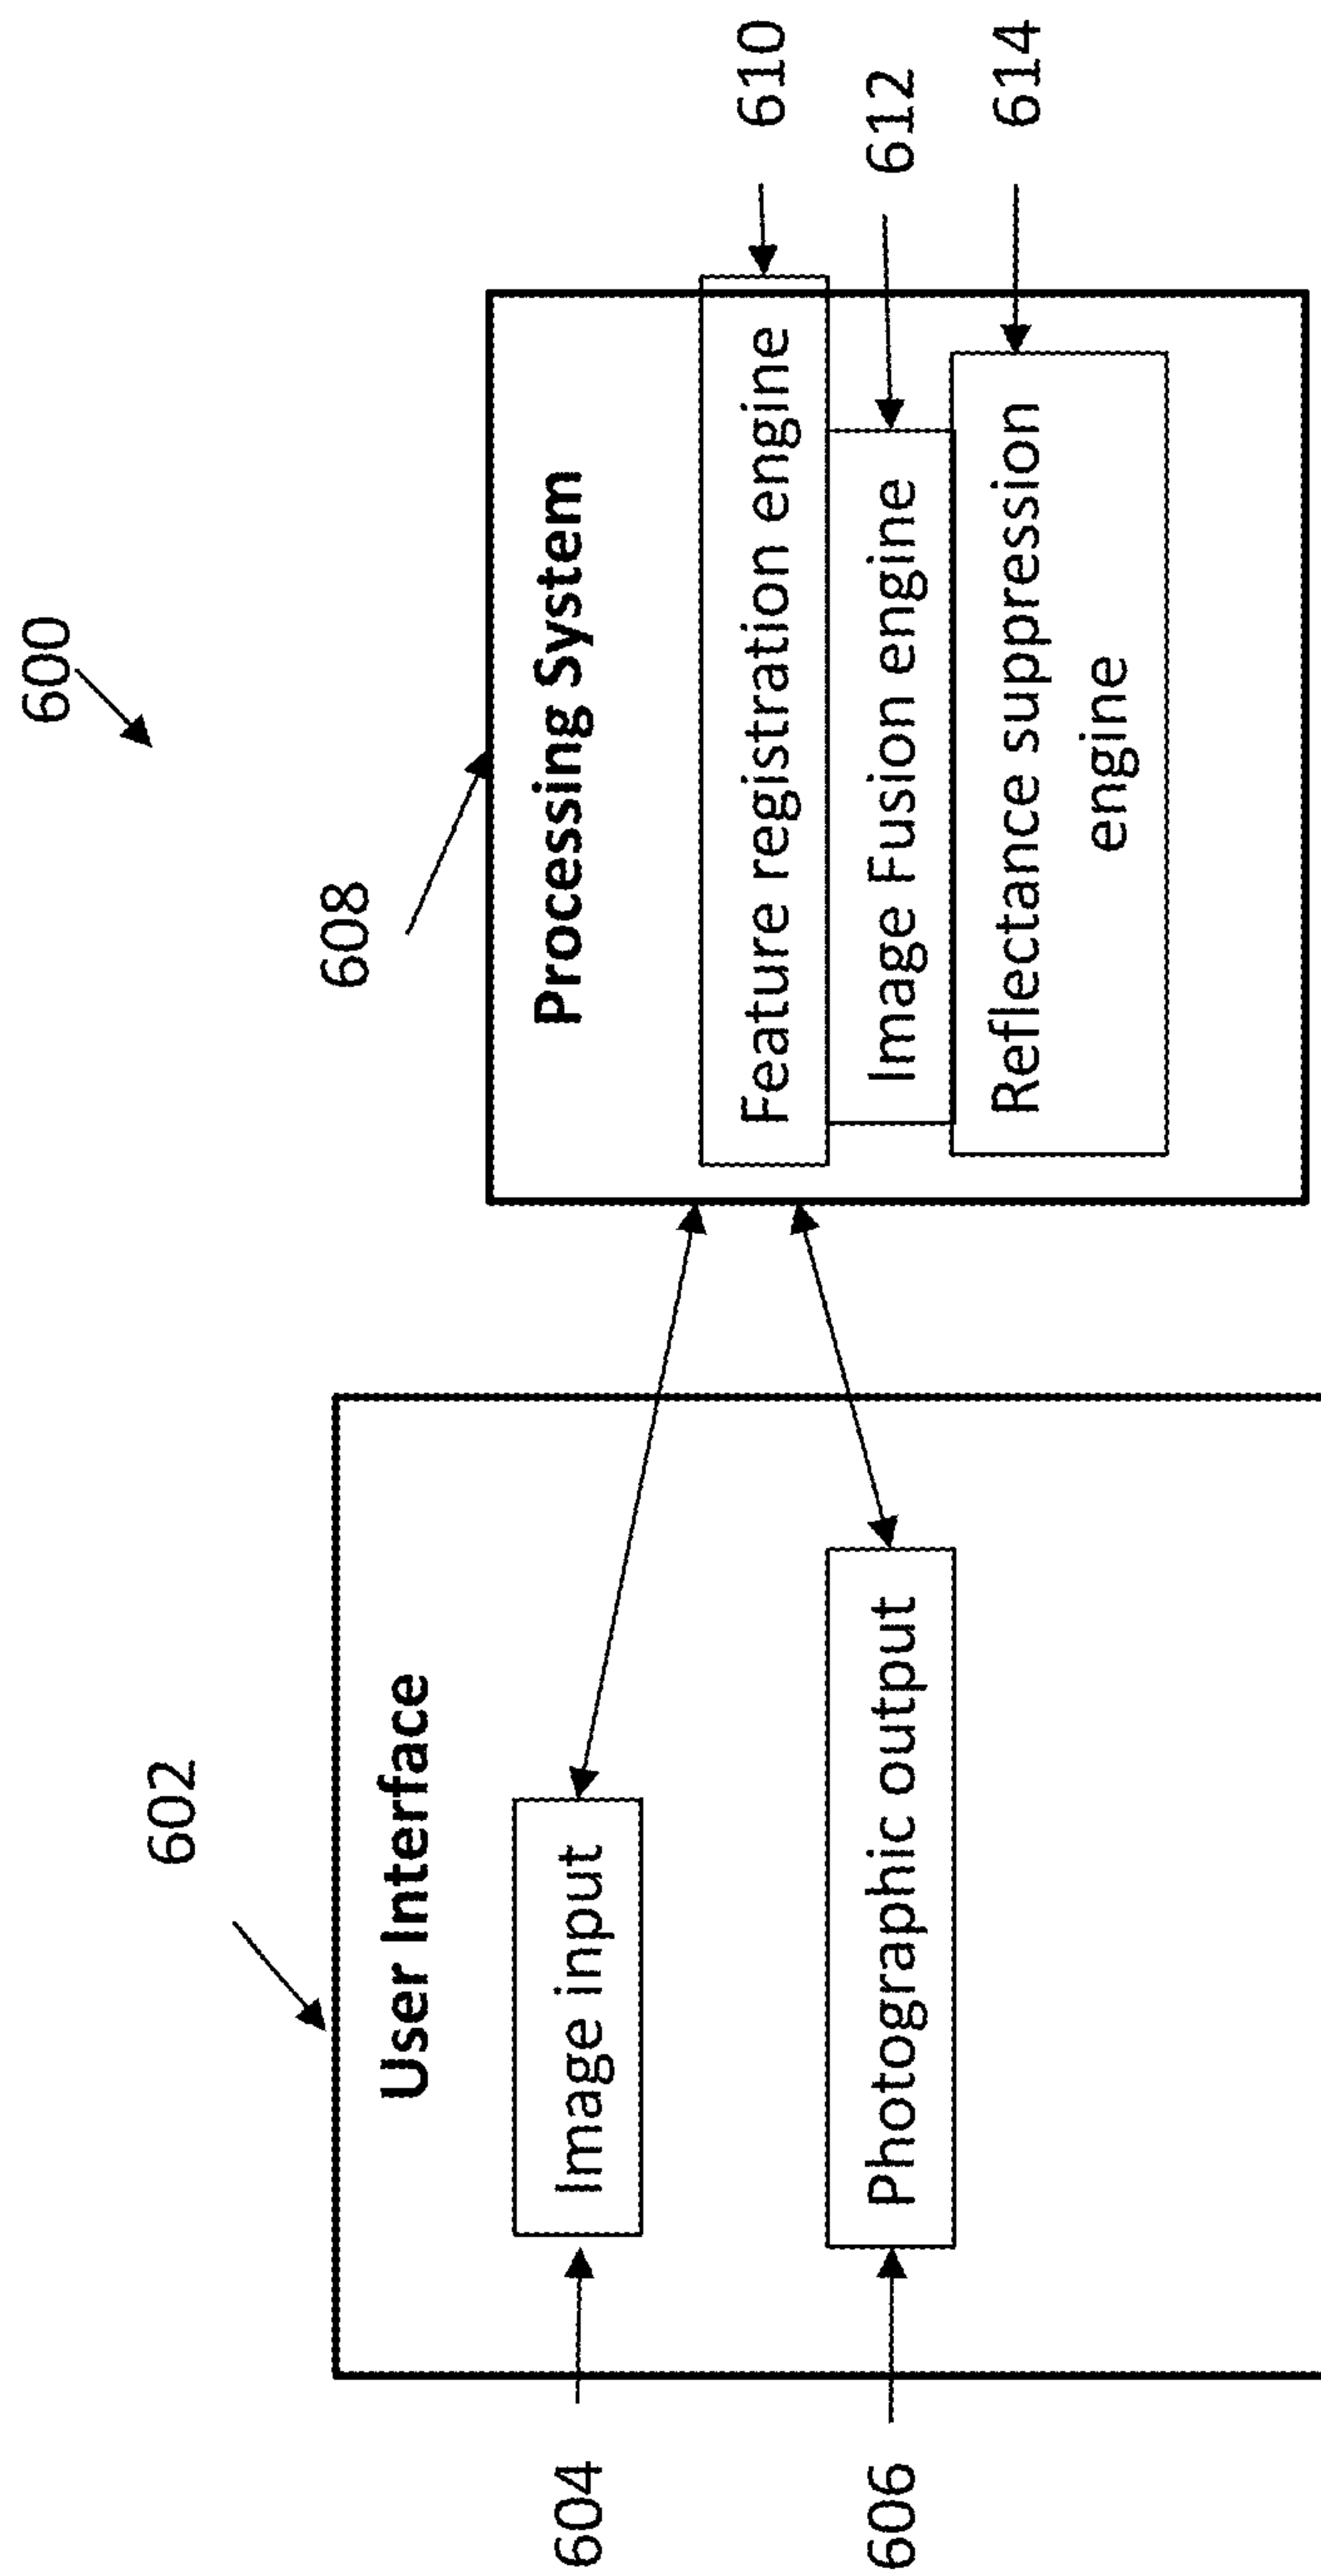 600
602
User Interface
604
Image input
606
Photographic output
608
Processing System
Feature registration engine
610
Image Fusion engine
612
Reflectance suppression
engine
614